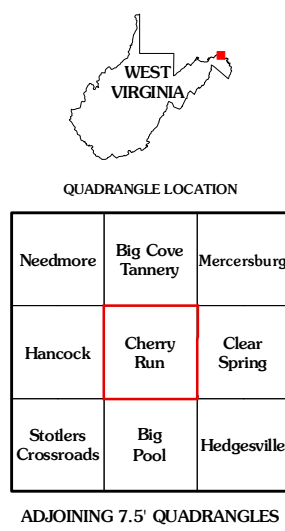 WEST
VIRGINIA
QUADRANGLE LOCATION
Needmore
Big Cove
Tannery
Mercersburg
Hancock
Cherry
Run
Clear
Spring
Stotlers
Crossroads
Big
Pool
Hedgesville
ADJOINING 7.5' QUADRANGLES